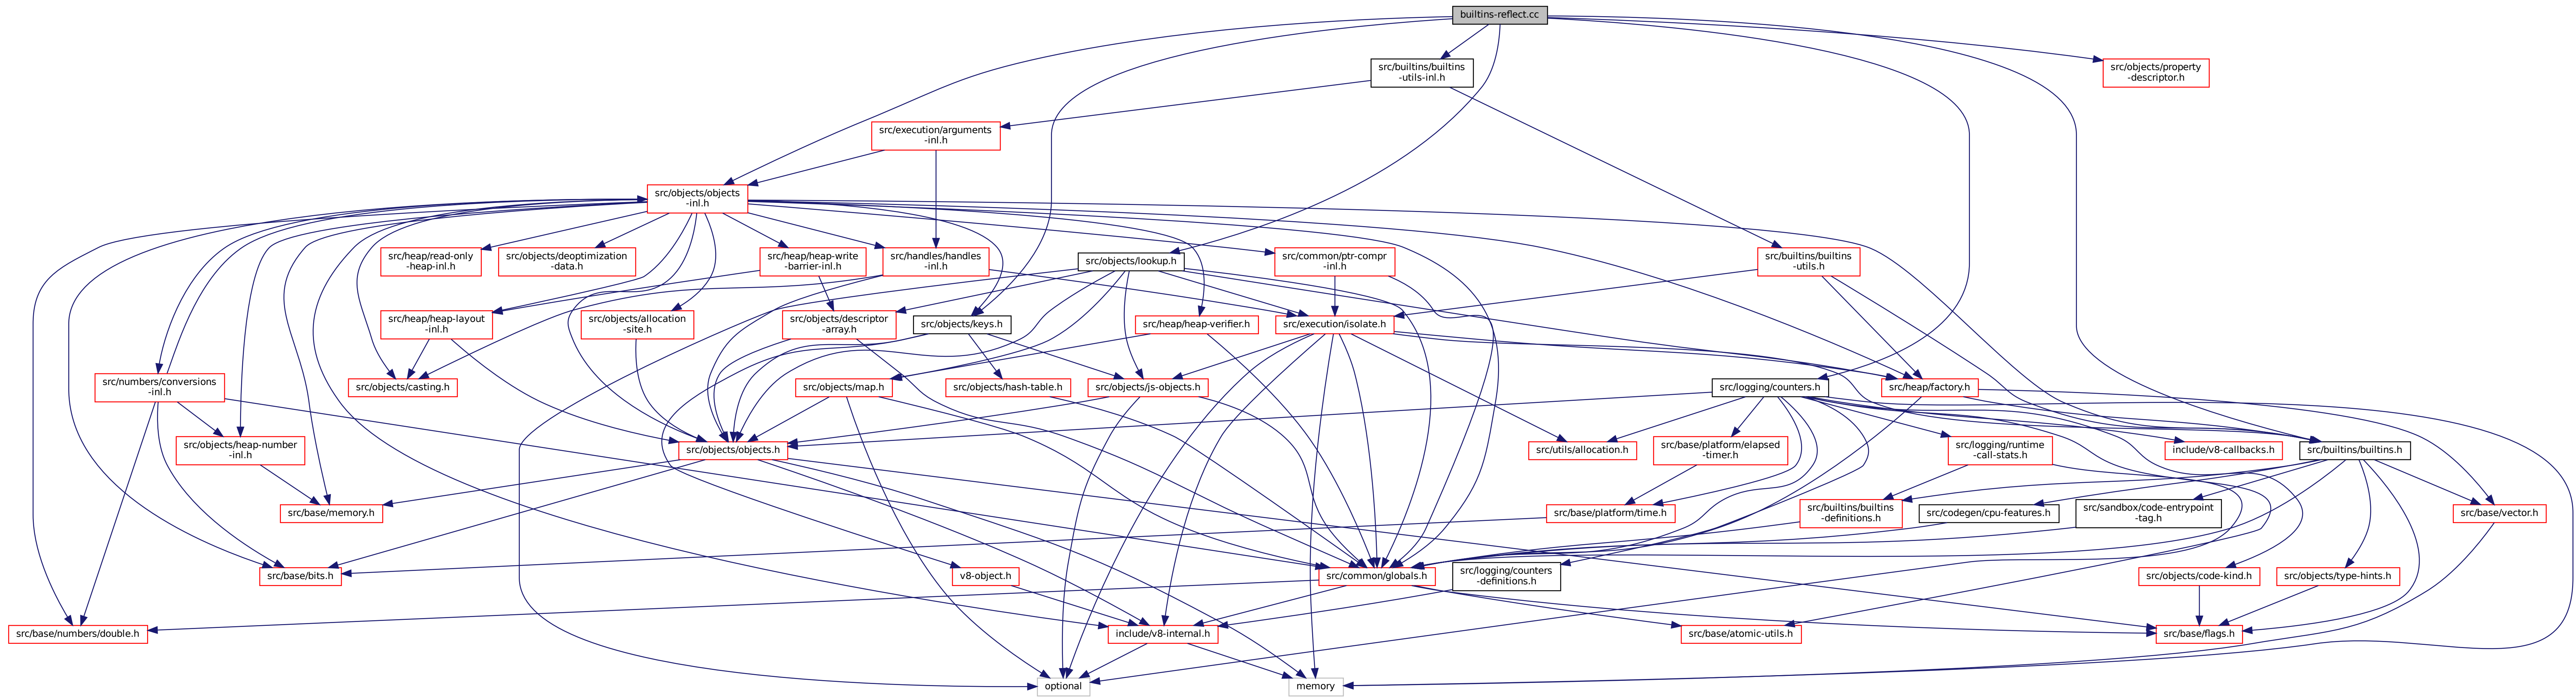 builtins-reflect.cc
src/builtins/builtins
-utils-inl.h
src/objects/property
-descriptor.h
src/execution/arguments
-inl.h
src/objects/objects
-inl.h
src/heap/read-only
-heap-inl.h
src/objects/deoptimization
-data.h
src/heap/heap-write
-barrier-inl.h
src/handles/handles
-inl.h
src/objects/lookup.h
src/common/ptr-compr
-inl.h
src/builtins/builtins
-utils.h
src/heap/heap-layout
-inl.h
src/objects/allocation
-site.h
src/objects/descriptor
-array.h
src/objects/keys.h
src/heap/heap-verifier.h
src/execution/isolate.h
src/numbers/conversions
-inl.h
src/objects/casting.h
src/objects/map.h
src/objects/hash-table.h
src/objects/js-objects.h
src/logging/counters.h
src/heap/factory.h
src/objects/heap-number
-inl.h
src/objects/objects.h
src/utils/allocation.h
src/base/platform/elapsed
-timer.h
src/logging/runtime
-call-stats.h
include/v8-callbacks.h
src/builtins/builtins.h
src/base/memory.h
src/base/platform/time.h
src/builtins/builtins
-definitions.h
src/codegen/cpu-features.h
src/sandbox/code-entrypoint
-tag.h
src/base/vector.h
src/base/bits.h
v8-object.h
src/common/globals.h
src/logging/counters
-definitions.h
src/objects/code-kind.h
src/objects/type-hints.h
src/base/numbers/double.h
include/v8-internal.h
src/base/atomic-utils.h
src/base/flags.h
optional
memory